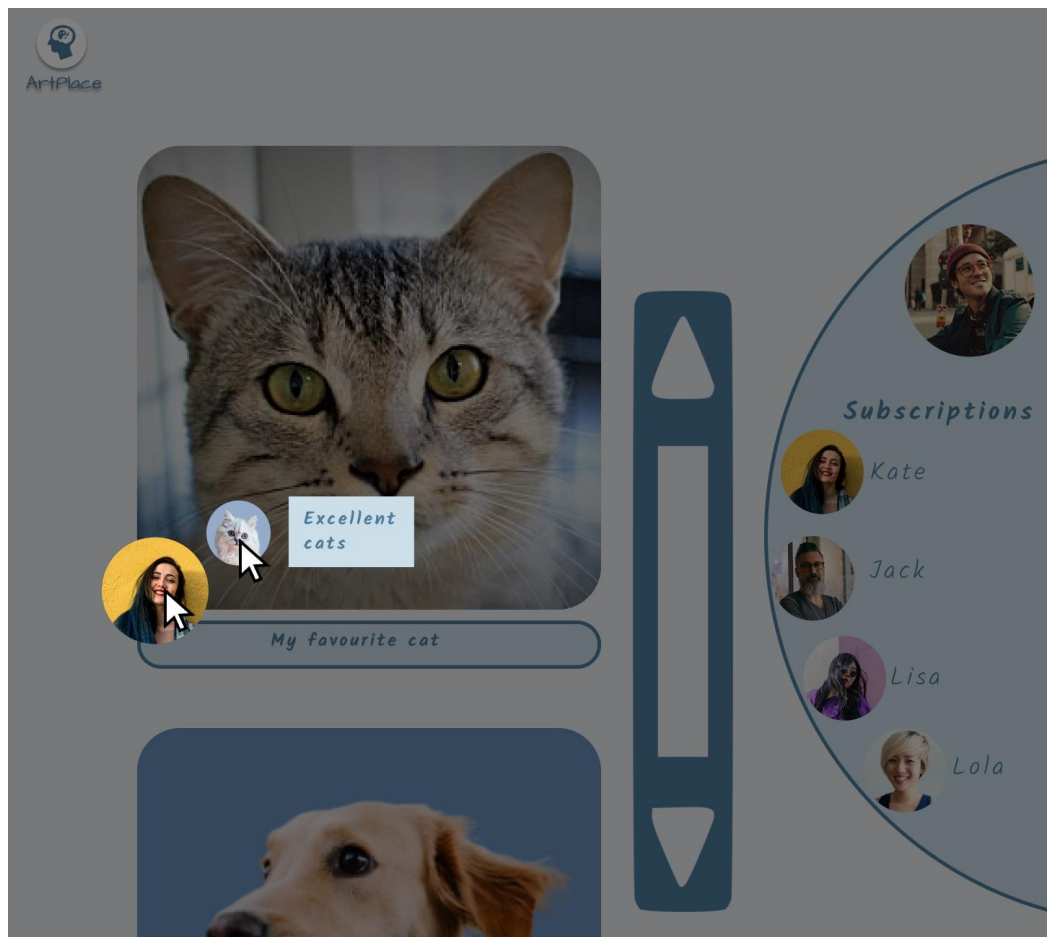 ArtPlace
Subscriptions
Kate
Excellent
cats
Jack
My favourite cat
Lisa
Lola